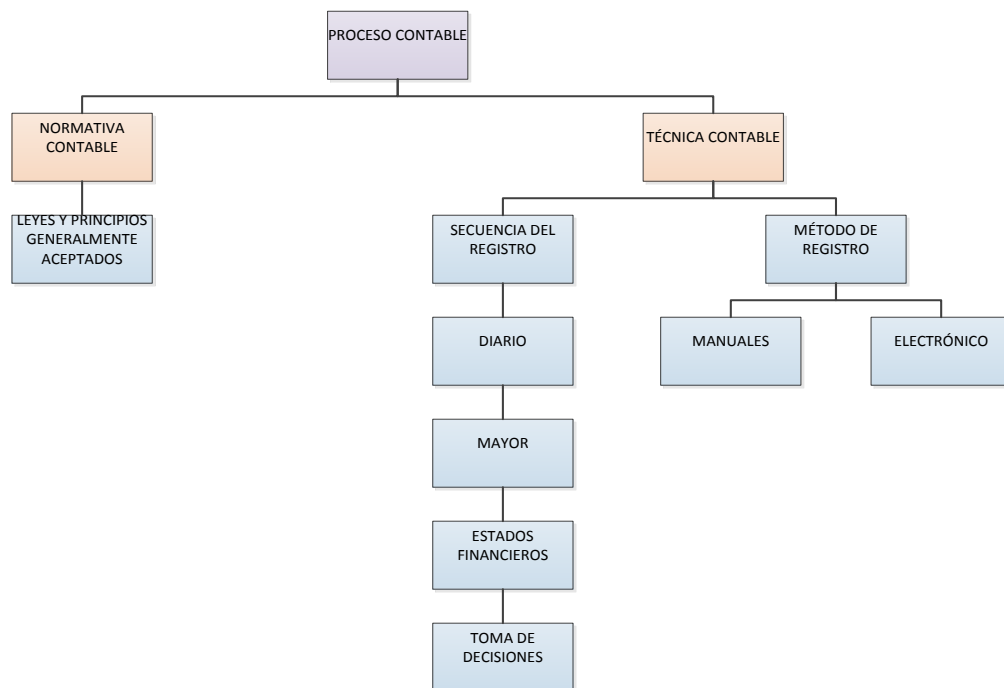 PROCESO CONTABLE
NORMATIVA
CONTABLE
TÉCNICA CONTABLE
LEYES Y PRINCIPIOS
GENERALMENTE
ACEPTADOS
SECUENCIA DEL
REGISTRO
MÉTODO DE
REGISTRO
DIARIO
MANUALES
ELECTRÓNICO
MAYOR
ESTADOS
FINANCIEROS
TOMA DE
DECISIONES